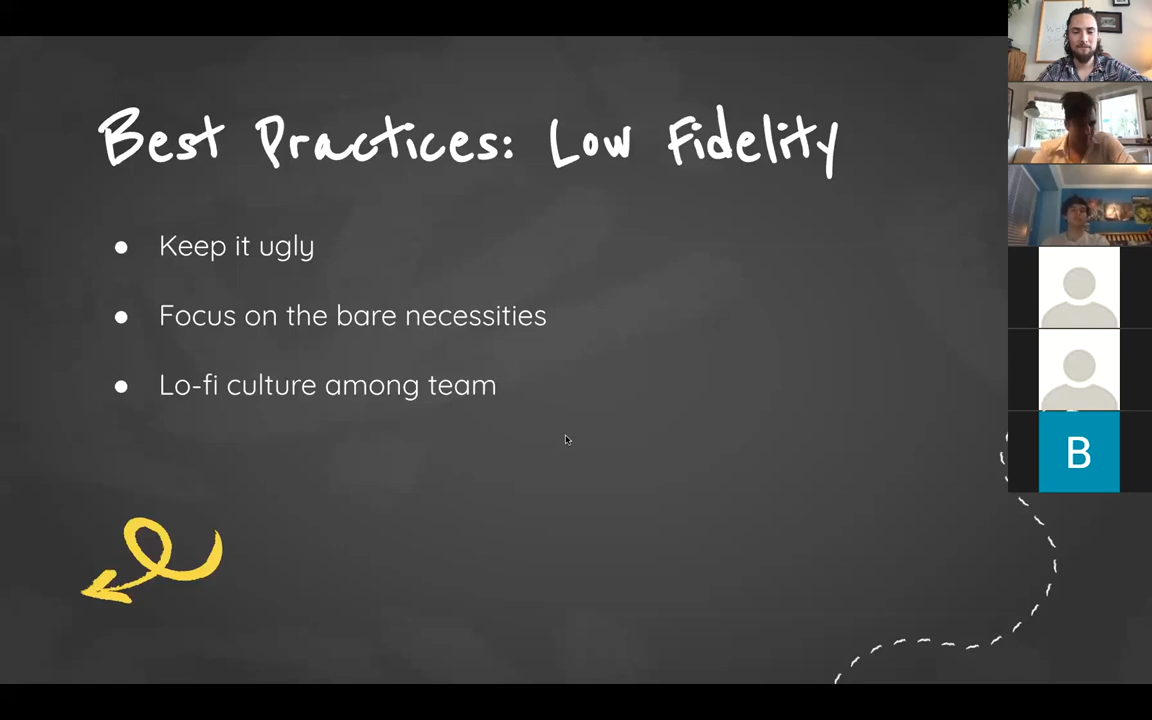 Best Practices: Low Fidelity
● Keep it ugly
● Focus on the bare necessities
● Lo-fi culture among team
B